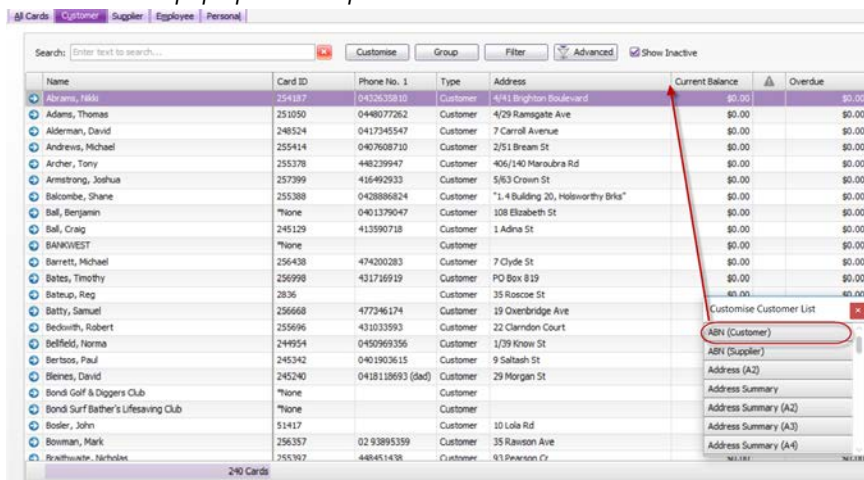 All Cards Customer Supplier Employee Personal
Search: Enter text to search... Customise Group Filter Advanced Show Inactive
Name Card ID Phone No. 1 Type Address Current Balance Overdue
Abrams, Nikki 254187 0432635810 Customer 4/41 Brighton Boulevard $0.00 $0.00
Adams, Thomas 251050 0448077262 Customer 4/29 Ramsgate Ave $0.00 $0.00
Alderman, David 248524 0417345547 Customer 7 Carroll Avenue $0.00 $0.00
Andrews, Michael 255414 0407608710 Customer 2/51 Bream St $0.00 $0.00
Archer, Tony 255378 448239947 Customer 406/140 Maroubra Rd $0.00 $0.00
Armstrong, Joshua 257399 416492933 Customer 5/63 Crown St $0.00 $0.00
Balcombe, Shane 255388 0428886824 Customer "1.4 Building 20, Holsworthy Brks" $0.00 $0.00
Ball, Benjamin *None 0401379047 Customer 108 Elizabeth St $0.00 $0.00
Ball, Craig 245129 413590718 Customer 1 Adina St $0.00 $0.00
BANKWEST *None Customer $0.00 $0.00
Barrett, Michael 256438 474200283 Customer 7 Clyde St $0.00 $0.00
Bates, Timothy 256998 431716919 Customer PO Box 819 $0.00 $0.00
Bateup, Reg 2836 Customer 35 Roscoe St $0.00 $0.00
Batty, Samuel 256668 477346174 Customer 19 Oxenbridge Ave
Beckwith, Robert 255696 431033593 Customer 22 Clarndon Court
Bellfield, Norma 244954 0450969356 Customer 1/39 Know St
Bertsos, Paul 245342 0401903615 Customer 9 Saltash St
Bleines, David 245240 0418118693 (dad) Customer 29 Morgan St
Bondi Golf & Diggers Club *None Customer
Bondi Surf Bather's Lifesaving Club *None Customer
Bosler, John 51417 Customer 10 Lola Rd
Bowman, Mark 256357 02 93895359 Customer 35 Rawson Ave
Braithwaite, Nicholas 255397 448451438 Customer 93 Pearson Cr $0.00 $0.00
240 Cards
Customise Customer List
ABN (Customer)
ABN (Supplier)
Address (A2)
Address Summary
Address Summary (A2)
Address Summary (A3)
Address Summary (A4)